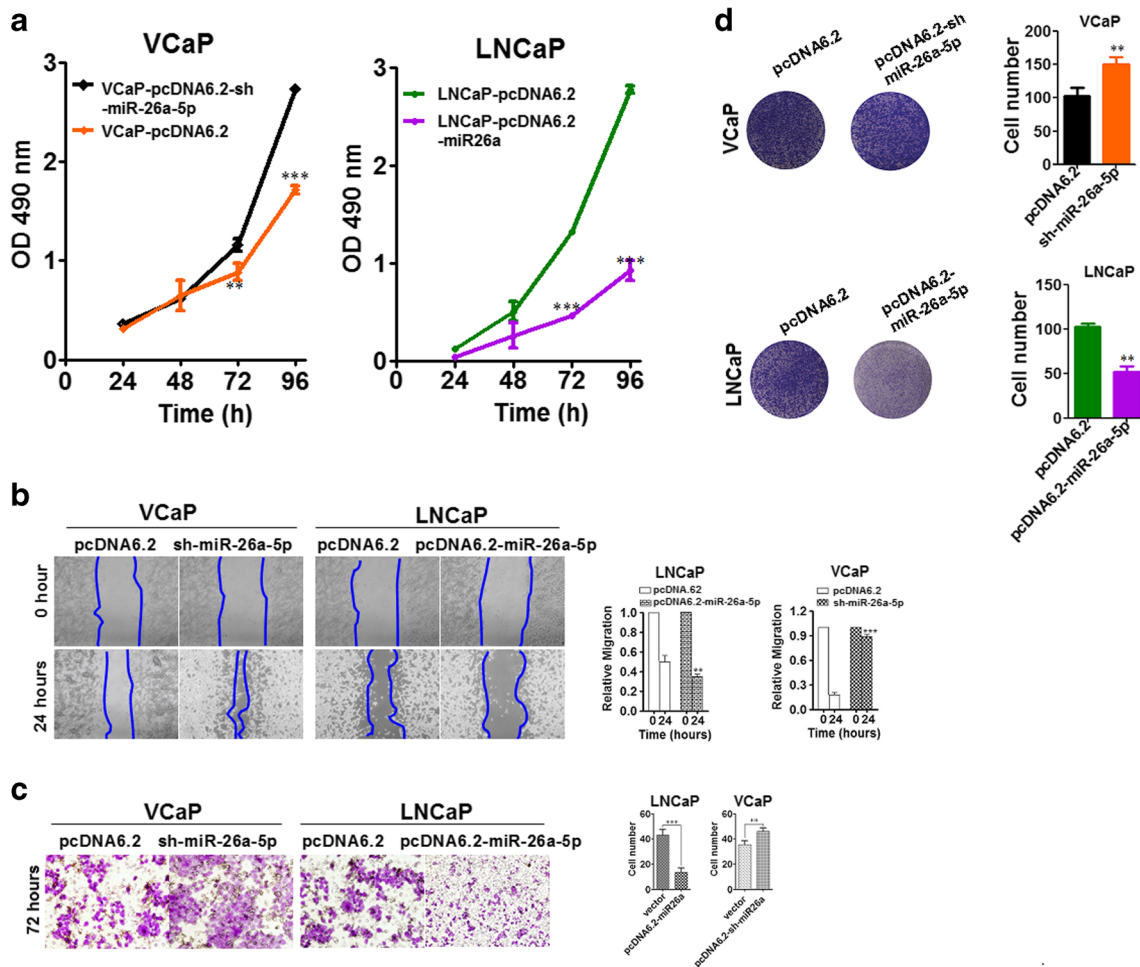 a
VCaP
3
2
1
0
OD 490 nm
VCaP-pcDNA6.2-sh
-miR-26a-5p
VCaP-pcDNA6.2
***
**
0 24 48 72 96
Time (h)
LNCaP
3
2
1
0
OD 490 nm
LNCaP-pcDNA6.2
LNCaP-pcDNA6.2
-miR26a
***
***
0 24 48 72 96
Time (h)
d
pcDNA6.2
pcDNA6.2-sh
miR-26a-5p
VCaP
VCaP
Cell number
200
150
100
50
0
**
pcDNA6.2
sh-miR-26a-5p
pcDNA6.2
pcDNA6.2-
miR-26a-5p
LNCaP
LNCaP
Cell number
150
100
50
0
**
pcDNA6.2
pcDNA6.2-miR-26a-5p
b
VCaP
LNCaP
pcDNA6.2 sh-miR-26a-5p pcDNA6.2 pcDNA6.2-miR-26a-5p
0 hour
24 hours
LNCaP
pcDNA.62
pcDNA6.2-miR-26a-5p
Relative Migration
1.0
0.8
0.6
0.4
0.2
0.0
**
0 24 0 24
Time (hours)
VCaP
pcDNA6.2
sh-miR-26a-5p
Relative Migration
1.2
0.9
0.6
0.3
0.0
***
0 24 0 24
Time (hours)
c
VCaP
LNCaP
pcDNA6.2 sh-miR-26a-5p pcDNA6.2 pcDNA6.2-miR-26a-5p
72 hours
LNCaP
Cell number
60
40
20
0
***
vector
pcDNA6.2-miR26a
VCaP
Cell number
60
40
20
0
**
vector
pcDNA6.2-sh-miR26a